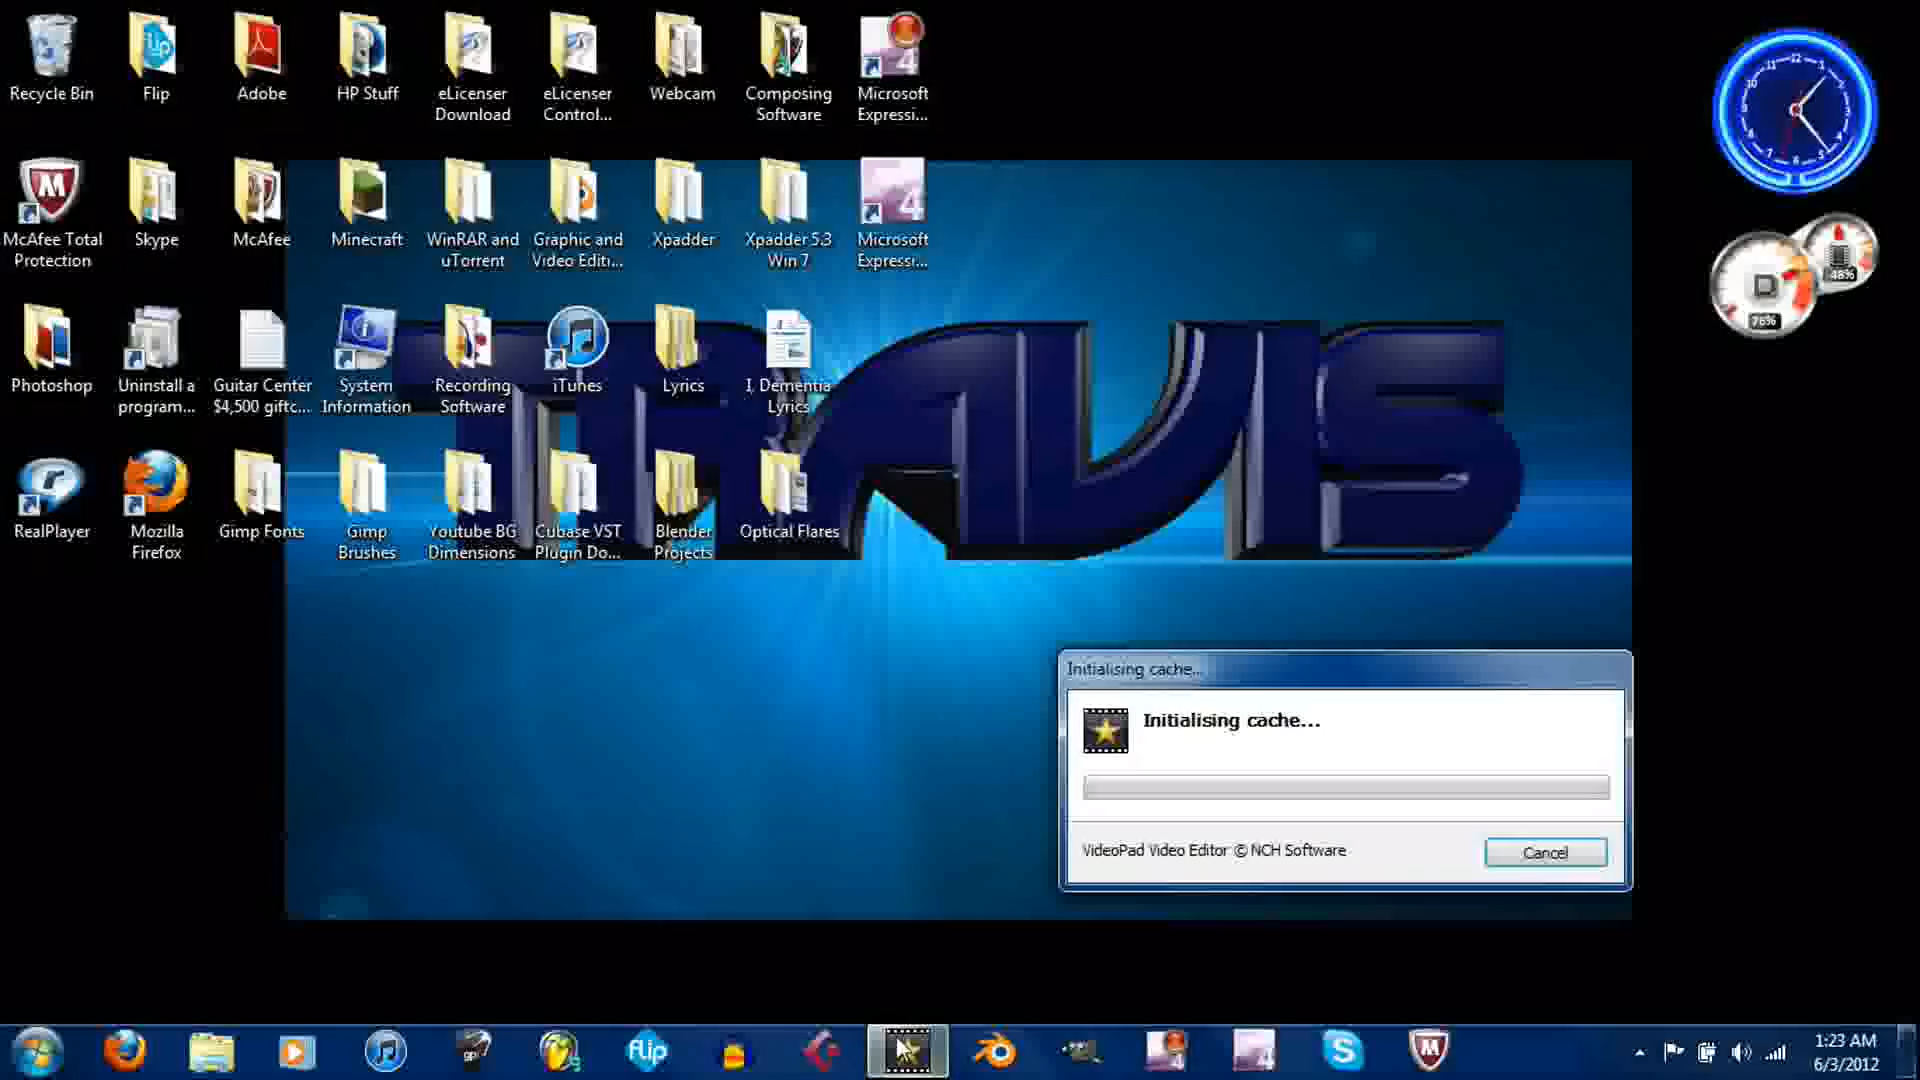 Recycle Bin
Flip
Adobe
HP Stuff
eLicenser
Download
eLicenser
Control...
Webcam
Composing
Software
Microsoft
Expressi...
McAfee Total
Protection
Skype
McAfee
Minecraft
WinRAR and
uTorrent
Graphic and
Video Editi...
Xpadder
Xpadder 5.3
Win 7
Microsoft
Expressi...
Photoshop
Uninstall a
program...
Guitar Center
$4,500 giftc...
System
Information
Recording
Software
iTunes
Lyrics
I, Dementia
Lyrics
RealPlayer
Mozilla
Firefox
Gimp Fonts
Gimp
Brushes
Youtube BG
Dimensions
Cubase VST
Plugin Do...
Blender
Projects
Optical Flares
TRAVIS
48%
76%
Initialising cache...
Initialising cache...
VideoPad Video Editor © NCH Software
Cancel
flip
1:23 AM
6/3/2012